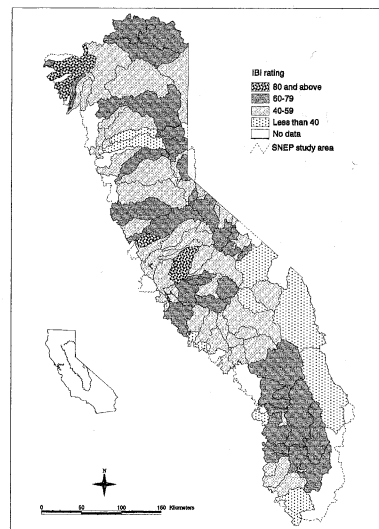 IBI rating
80 and above
60-79
40-59
Less than 40
No data
SNEP study area
N
0 50 100 150 Kilometers